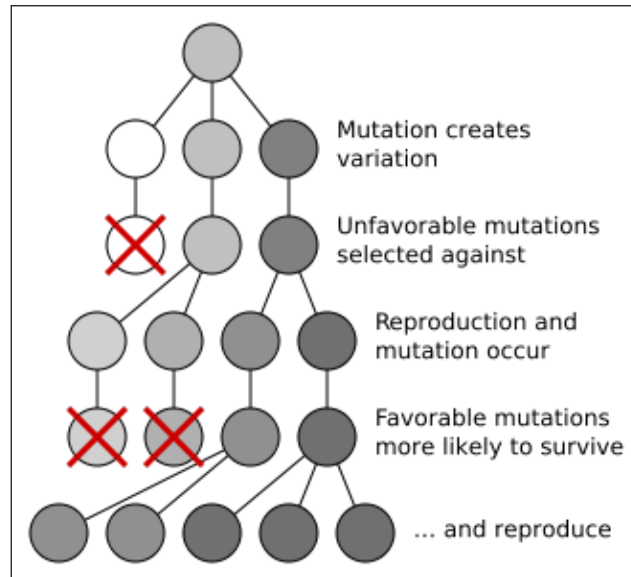 Mutation creates
variation
Unfavorable mutations
selected against
Reproduction and
mutation occur
Favorable mutations
more likely to survive
... and reproduce